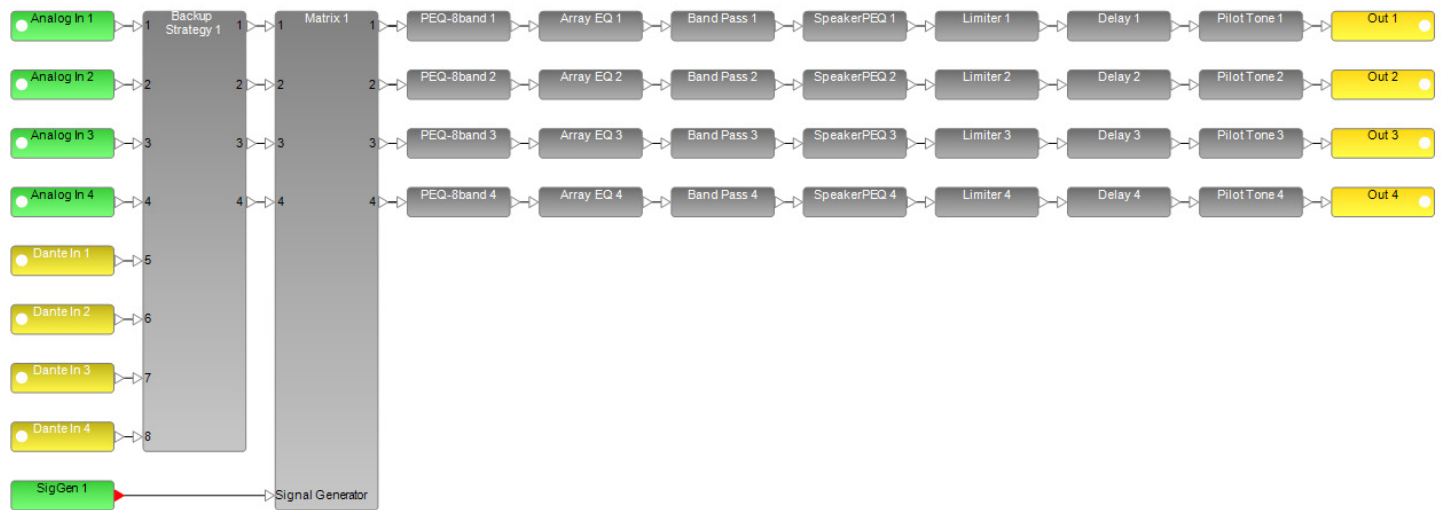 Analog In 1
1
Backup
Strategy 1
1
1
Matrix 1
1
PEQ-8band 1
Array EQ 1
Band Pass 1
SpeakerPEQ 1
Limiter 1
Delay 1
Pilot Tone 1
Out 1
Analog In 2
2
2
2
2
PEQ-8band 2
Array EQ 2
Band Pass 2
SpeakerPEQ 2
Limiter 2
Delay 2
Pilot Tone 2
Out 2
Analog In 3
3
3
3
3
PEQ-8band 3
Array EQ 3
Band Pass 3
SpeakerPEQ 3
Limiter 3
Delay 3
Pilot Tone 3
Out 3
Analog In 4
4
4
4
4
PEQ-8band 4
Array EQ 4
Band Pass 4
SpeakerPEQ 4
Limiter 4
Delay 4
Pilot Tone 4
Out 4
Dante In 1
5
Dante In 2
6
Dante In 3
7
Dante In 4
8
SigGen 1
Signal Generator